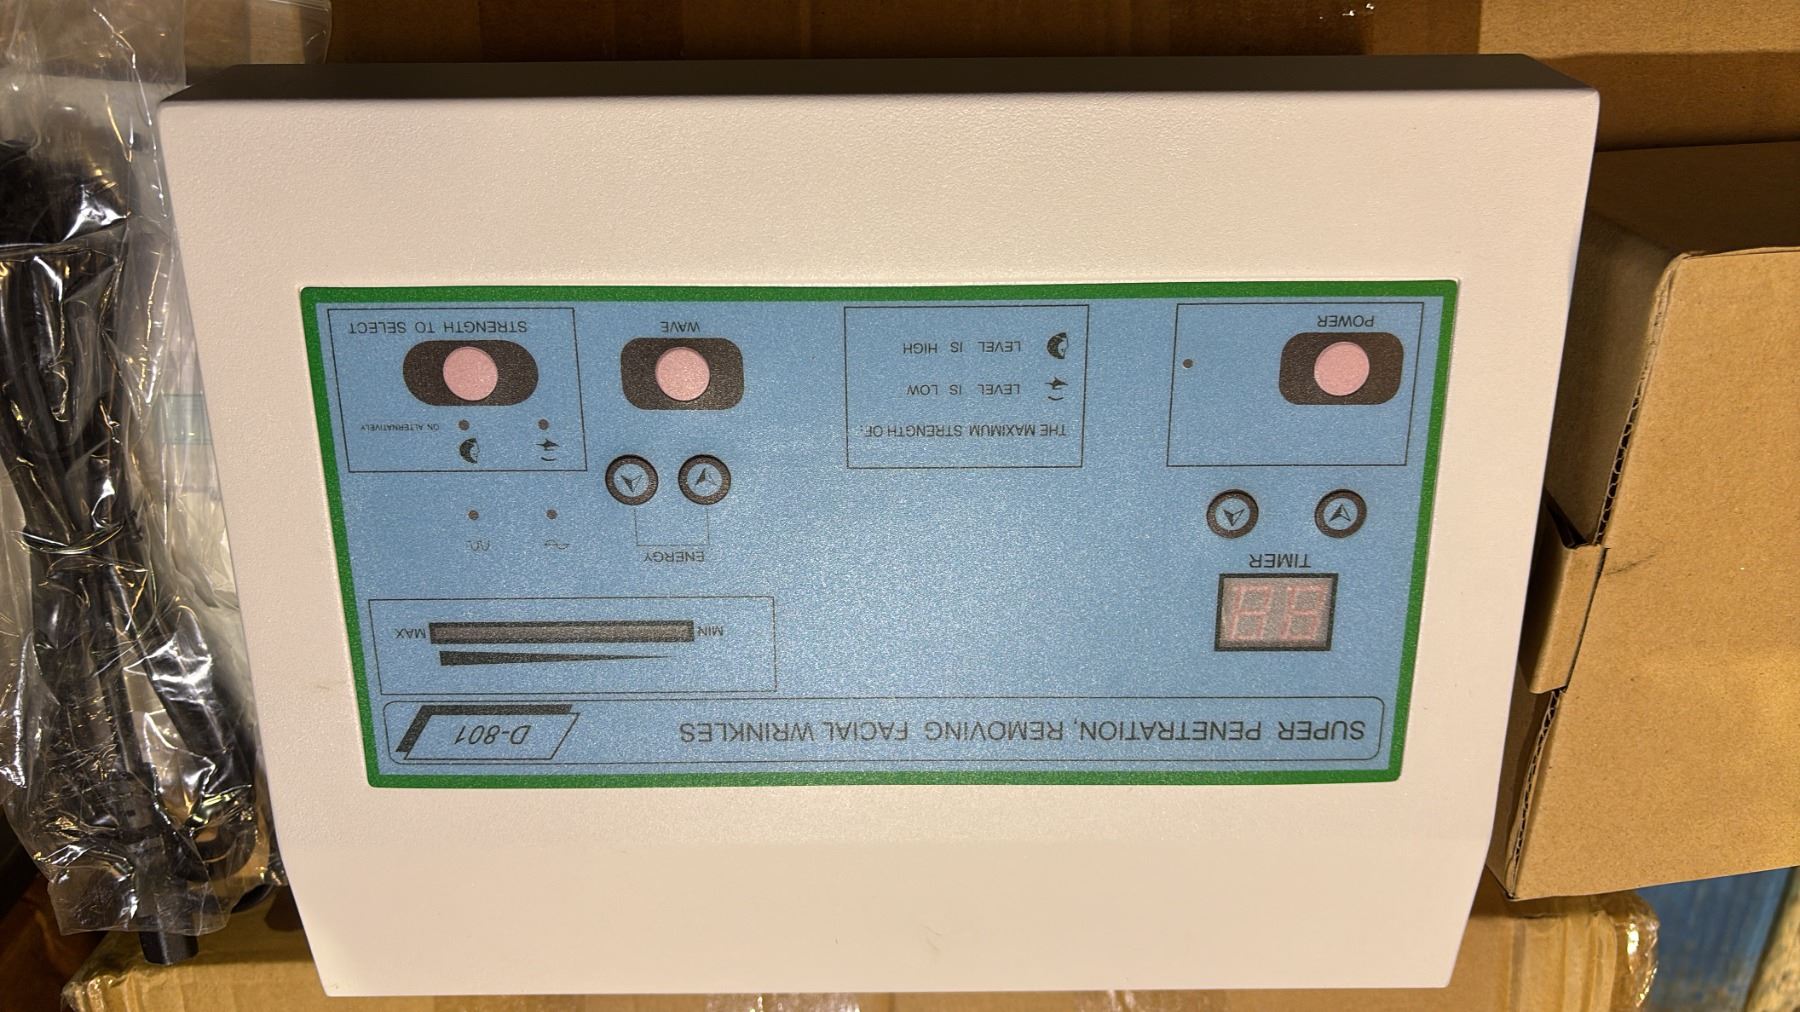 SUPER PENETRATION, REMOVING FACIAL WRINKLES
D-801
MIN
MAX
TIMER
ENERGY
THE MAXIMUM STRENGTH OF:
LEVEL IS LOW
LEVEL IS HIGH
ON ALTERNATIVELY
POWER
WAVE
STRENGTH TO SELECT